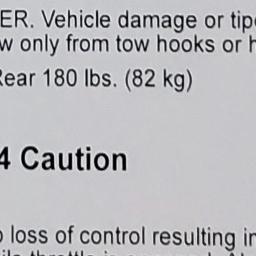 ER. Vehicle damage or tip
w only from tow hooks or
Rear 180 lbs. (82 kg)
4 Caution
loss of control resulting in